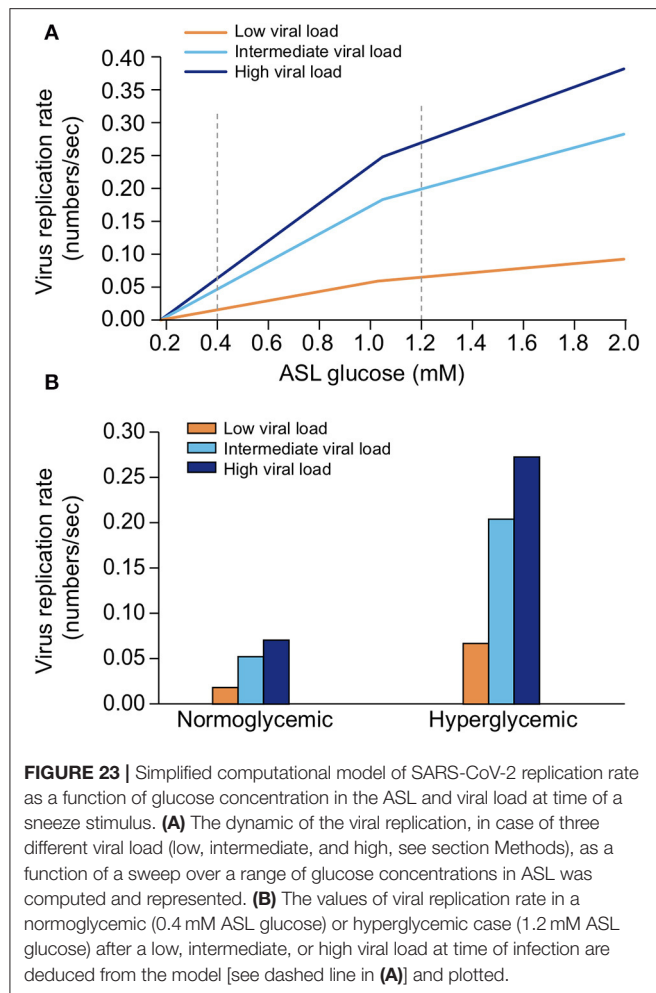 A
Low viral load
Intermediate viral load
High viral load
Virus replication rate
(numbers/sec)
0.40
0.35
0.30
0.25
0.20
0.15
0.10
0.05
0.00
0.2 0.4 0.6 0.8 1.0 1.2 1.4 1.6 1.8 2.0
ASL glucose (mM)
B
Low viral load
Intermediate viral load
High viral load
Virus replication rate
(numbers/sec)
0.30
0.25
0.20
0.15
0.10
0.05
0.00
Normoglycemic Hyperglycemic
FIGURE 23 | Simplified computational model of SARS-CoV-2 replication rate
as a function of glucose concentration in the ASL and viral load at time of a
sneeze stimulus. (A) The dynamic of the viral replication, in case of three
different viral load (low, intermediate, and high, see section Methods), as a
function of a sweep over a range of glucose concentrations in ASL was
computed and represented. (B) The values of viral replication rate in a
normoglycemic (0.4 mM ASL glucose) or hyperglycemic case (1.2 mM ASL
glucose) after a low, intermediate, or high viral load at time of infection are
deduced from the model [see dashed line in (A)] and plotted.